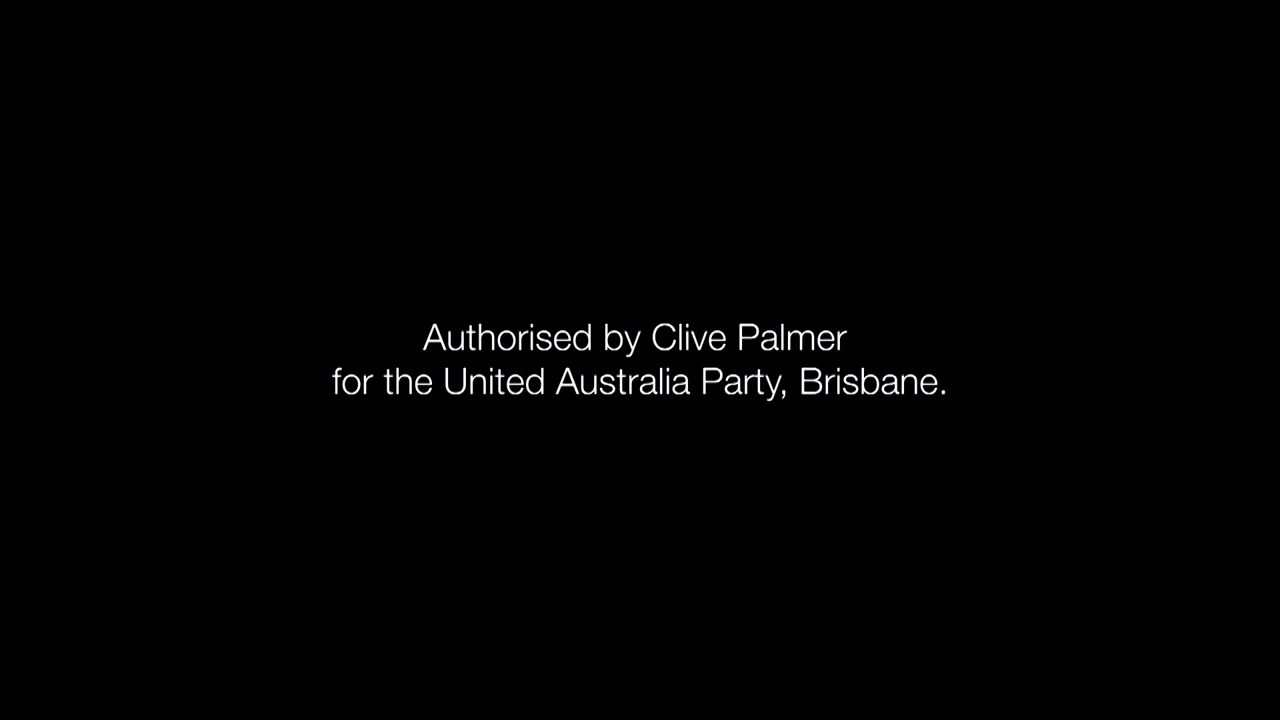 Authorised by Clive Palmer
for the United Australia Party, Brisbane.